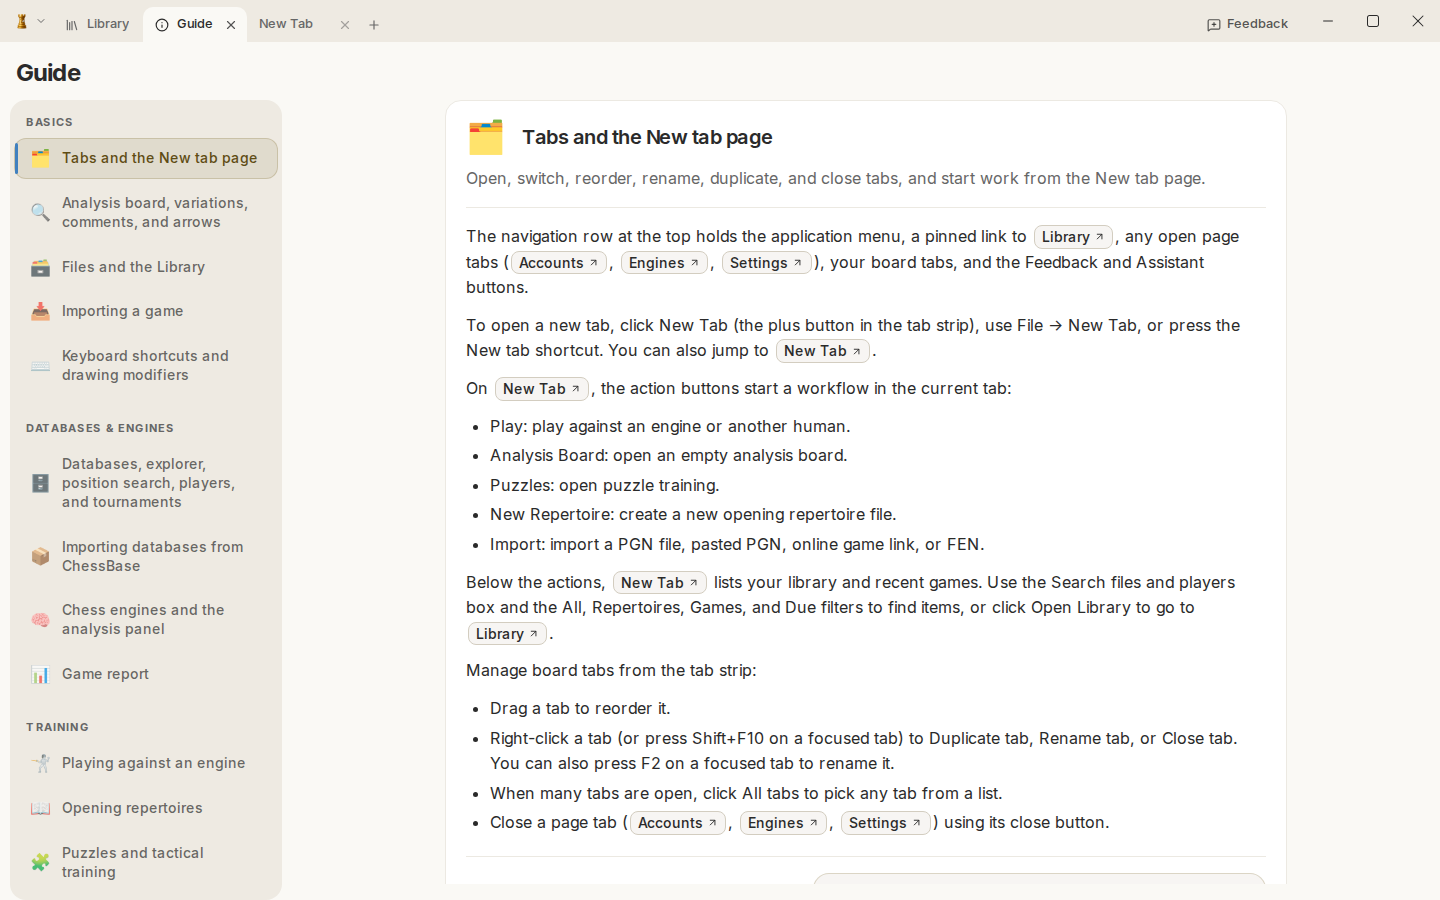 Library
Guide
New Tab
Feedback
Guide
BASICS
Tabs and the New tab page
Analysis board, variations,
comments, and arrows
Files and the Library
Importing a game
Keyboard shortcuts and
drawing modifiers
DATABASES & ENGINES
Databases, explorer,
position search, players,
and tournaments
Importing databases from
ChessBase
Chess engines and the
analysis panel
Game report
TRAINING
Playing against an engine
Opening repertoires
Puzzles and tactical
training
Tabs and the New tab page
Open, switch, reorder, rename, duplicate, and close tabs, and start work from the New tab page.
The navigation row at the top holds the application menu, a pinned link to Library ↗, any open page
tabs (Accounts ↗, Engines ↗, Settings ↗), your board tabs, and the Feedback and Assistant
buttons.
To open a new tab, click New Tab (the plus button in the tab strip), use File → New Tab, or press the
New tab shortcut. You can also jump to New Tab ↗.
On New Tab ↗, the action buttons start a workflow in the current tab:
• Play: play against an engine or another human.
• Analysis Board: open an empty analysis board.
• Puzzles: open puzzle training.
• New Repertoire: create a new opening repertoire file.
• Import: import a PGN file, pasted PGN, online game link, or FEN.
Below the actions, New Tab ↗ lists your library and recent games. Use the Search files and players
box and the All, Repertoires, Games, and Due filters to find items, or click Open Library to go to
Library ↗.
Manage board tabs from the tab strip:
• Drag a tab to reorder it.
• Right-click a tab (or press Shift+F10 on a focused tab) to Duplicate tab, Rename tab, or Close tab.
You can also press F2 on a focused tab to rename it.
• When many tabs are open, click All tabs to pick any tab from a list.
• Close a page tab (Accounts ↗, Engines ↗, Settings ↗) using its close button.